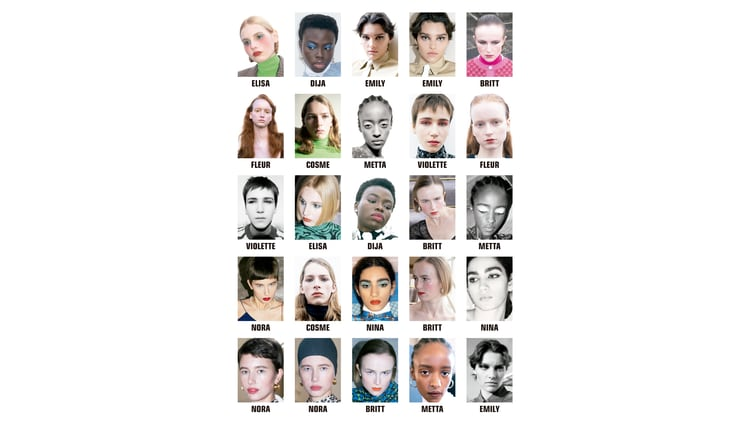 ELISA DIJA EMILY EMILY BRITT
FLEUR COSME METTA VIOLETTE FLEUR
VIOLETTE ELISA DIJA BRITT METTA
NORA COSME NINA BRITT NINA
NORA NORA BRITT METTA EMILY